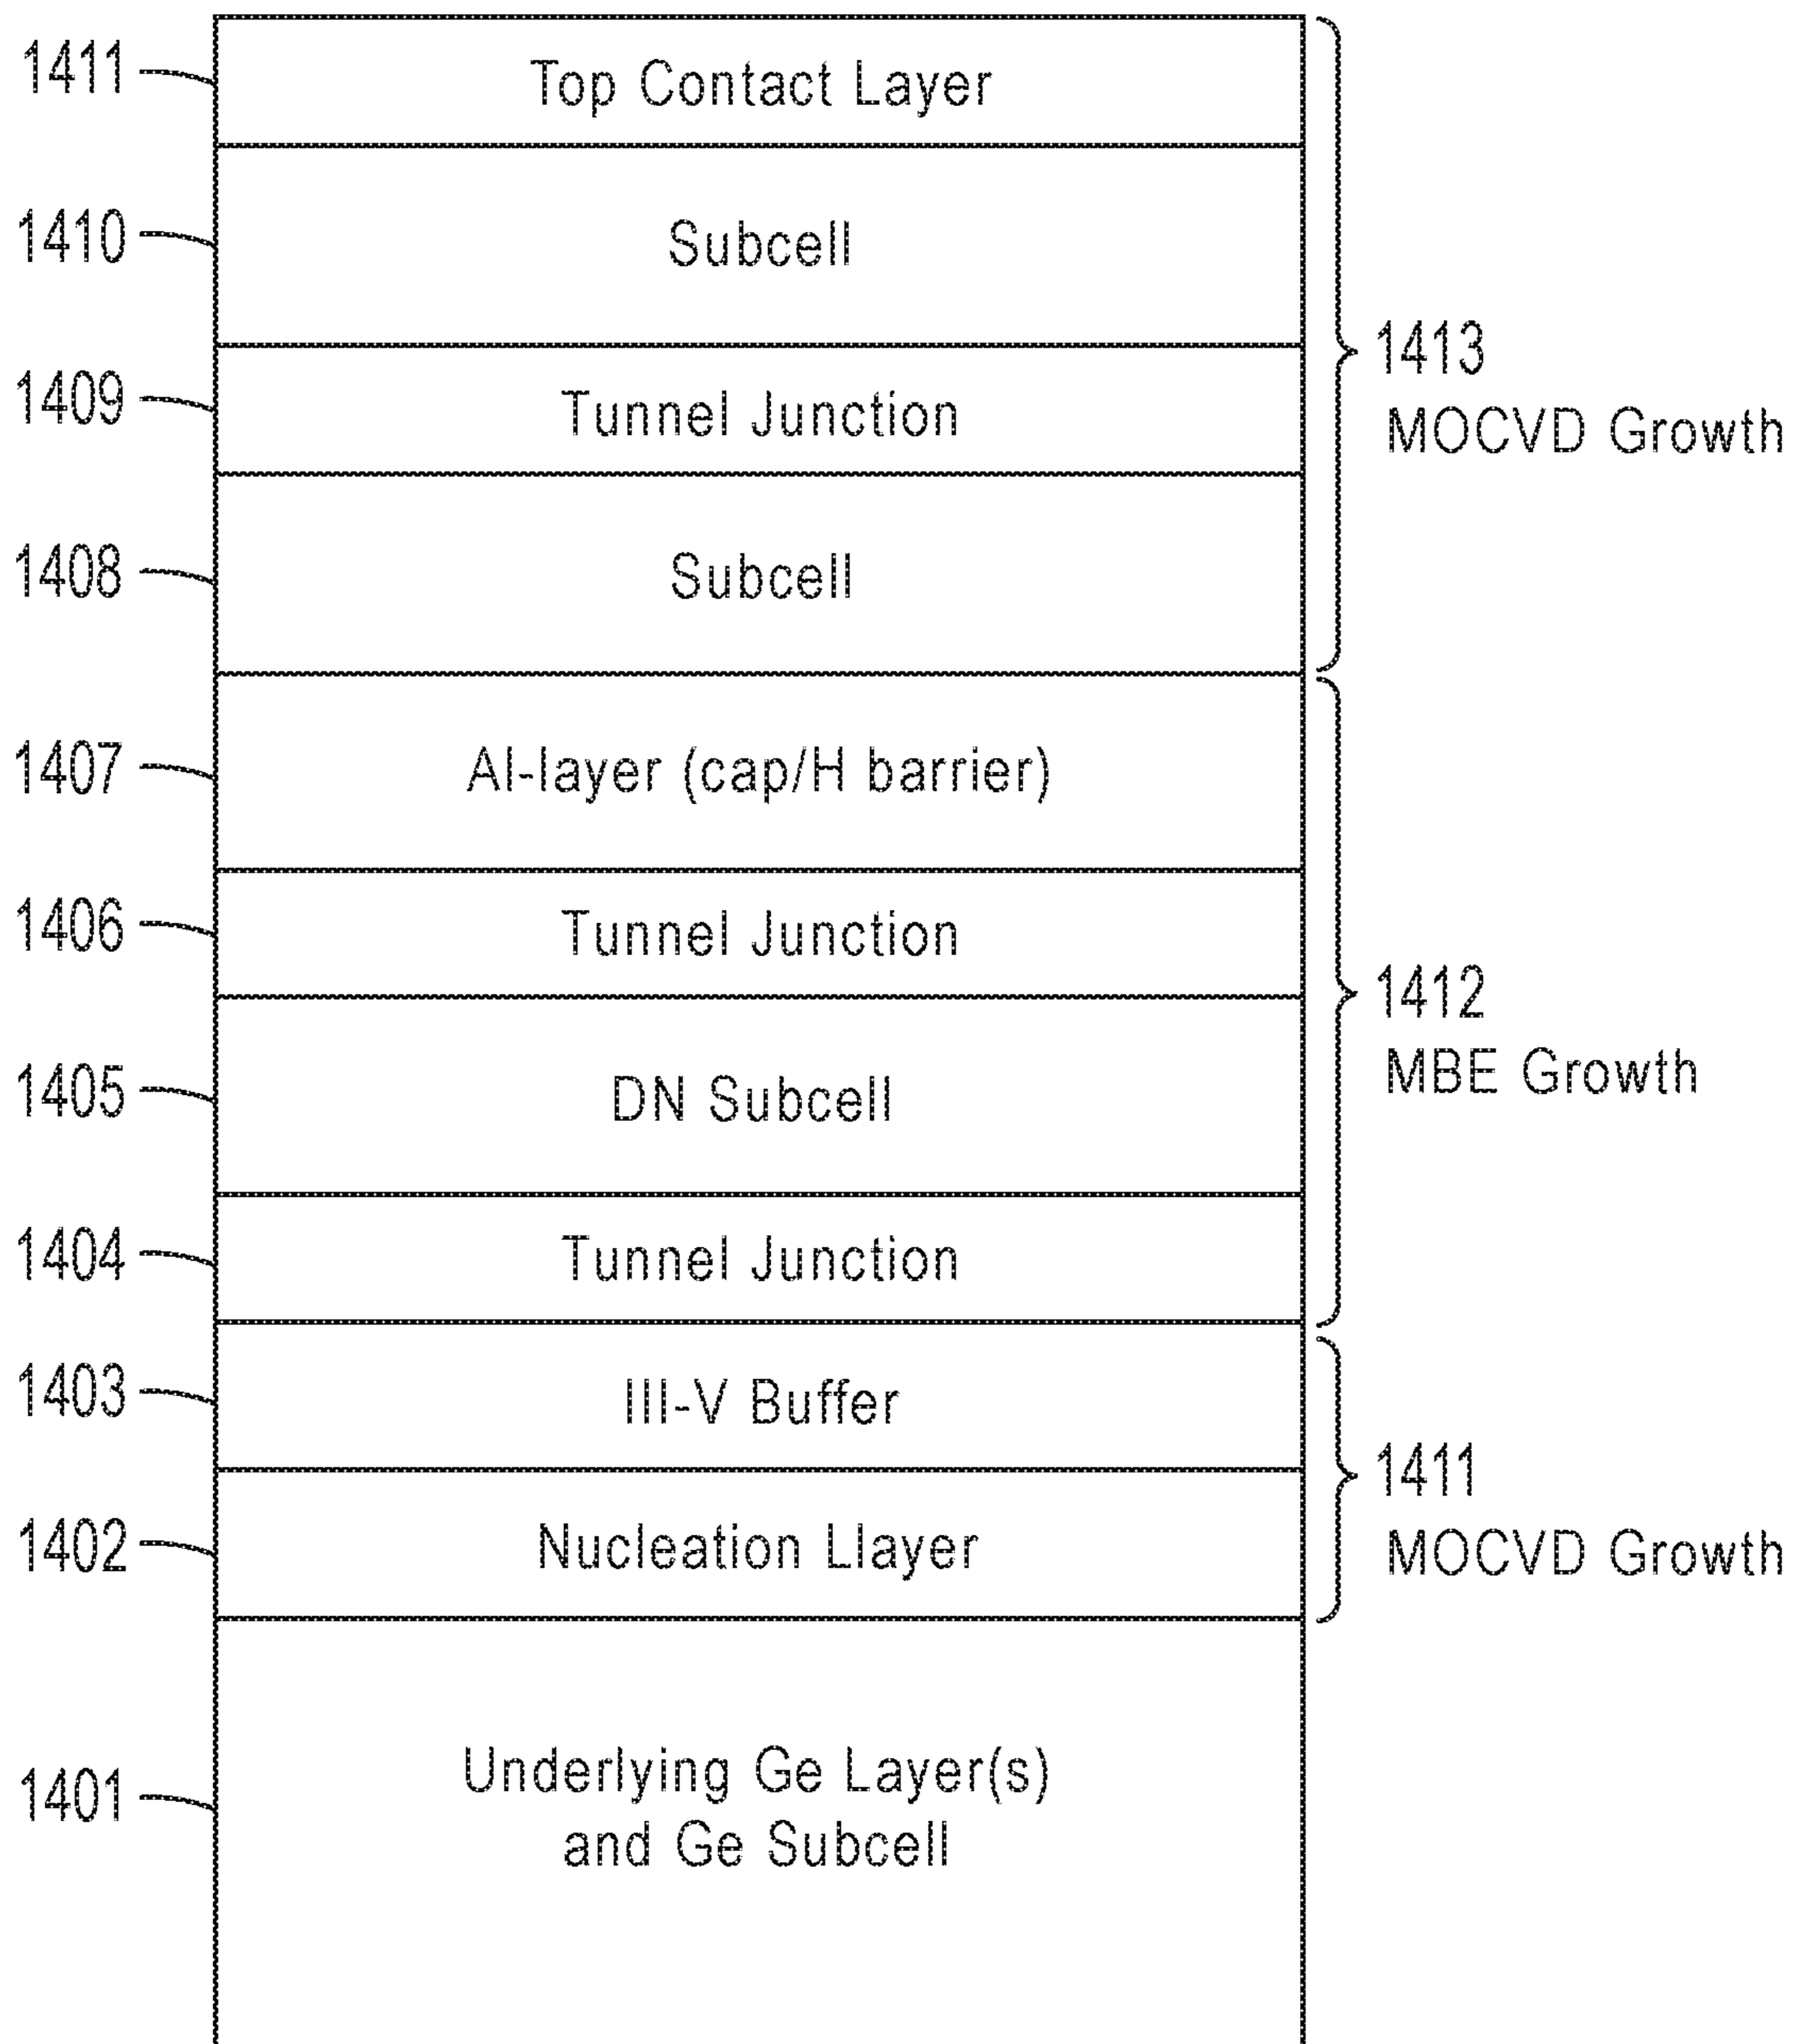 1411 Top Contact Layer
1410 Subcell
1413
MOCVD Growth
1409 Tunnel Junction
1408 Subcell
1407 Al-layer (cap/H barrier)
1406 Tunnel Junction
1412
MBE Growth
1405 DN Subcell
1404 Tunnel Junction
1403 III-V Buffer
1411
MOCVD Growth
1402 Nucleation Llayer
1401 Underlying Ge Layer(s)
and Ge Subcell